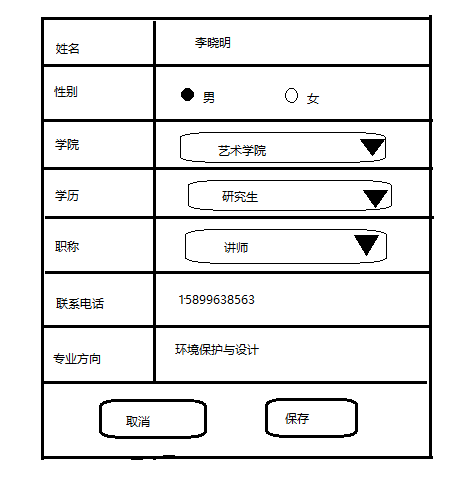 姓名 李晓明
性别 男 女
学院 艺术学院
学历 研究生
职称 讲师
联系电话 15899638563
专业方向 环境保护与设计
取消 保存